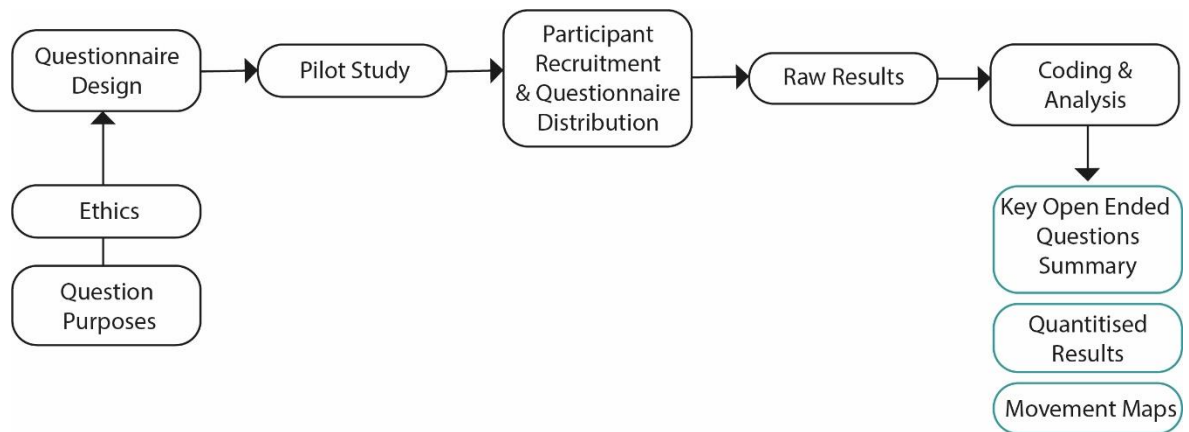 Questionnaire
Design
Pilot Study
Participant
Recruitment
& Questionnaire
Distribution
Raw Results
Coding &
Analysis
Ethics
Question
Purposes
Key Open Ended
Questions
Summary
Quantitised
Results
Movement Maps